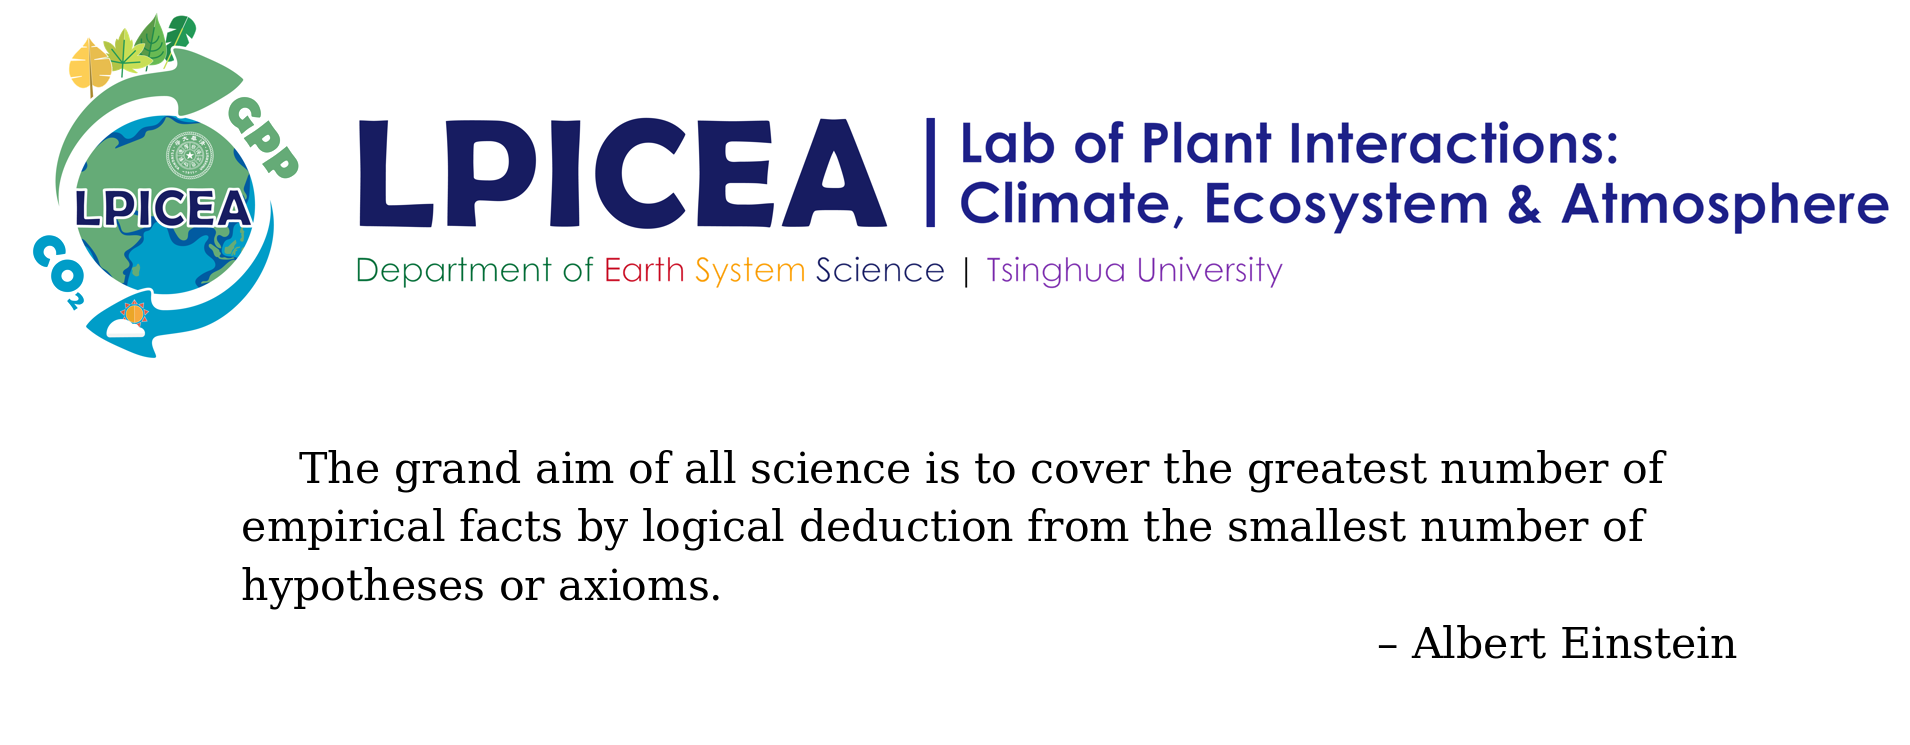 GPP
LPICEA
CO₂
LPICEA
Lab of Plant Interactions:
Climate, Ecosystem & Atmosphere
Department of Earth System Science | Tsinghua University
The grand aim of all science is to cover the greatest number of
empirical facts by logical deduction from the smallest number of
hypotheses or axioms.
– Albert Einstein